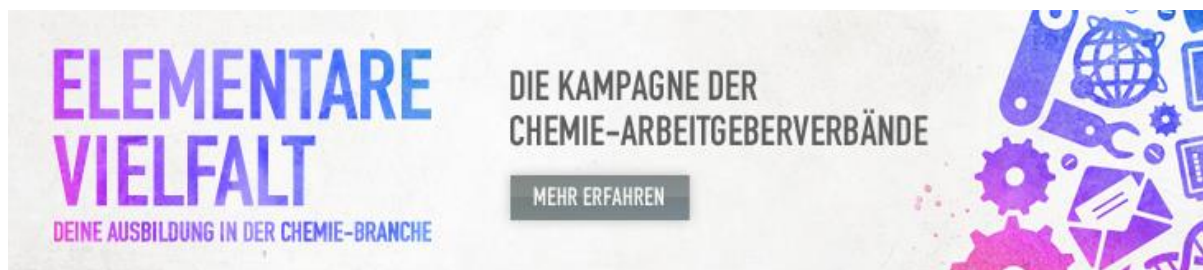 ELEMENTARE
VIELFALT
DEINE AUSBILDUNG IN DER CHEMIE-BRANCHE
DIE KAMPAGNE DER
CHEMIE-ARBEITGEBERVERBÄNDE
MEHR ERFAHREN